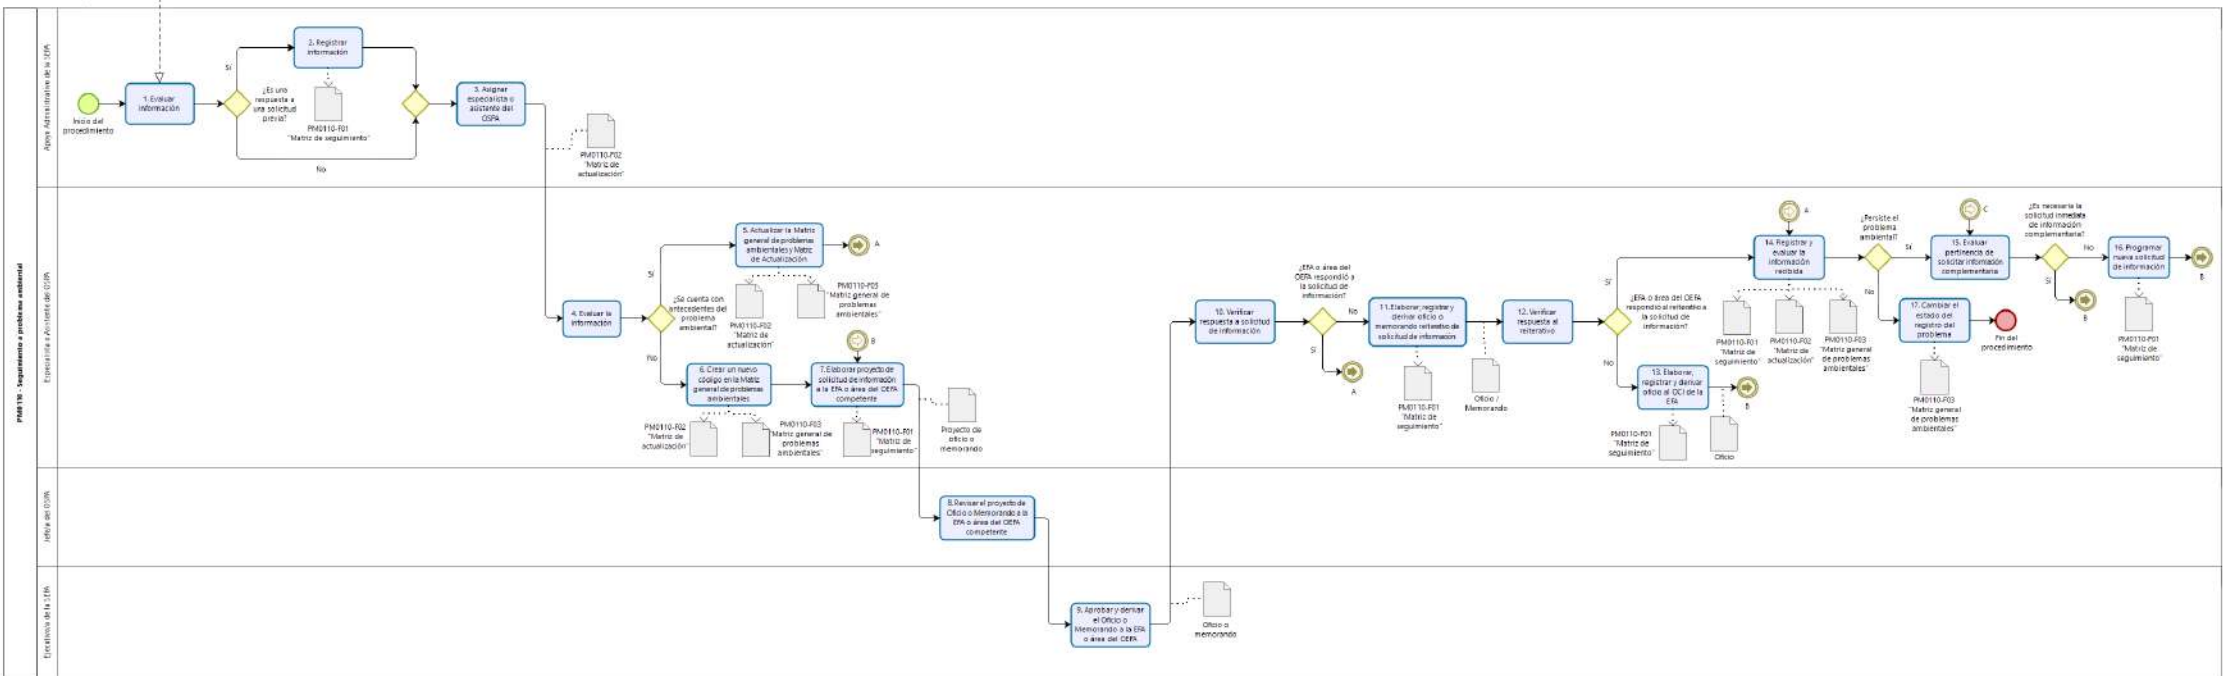 PM0110 - Seguimiento a problema ambiental
Apoyo Administrativo de la SEFA
Inicio del
procedimiento
1. Evaluar
información
Sí
¿Es una
respuesta a
una solicitud
previa?
No
2. Registrar
información
PM0110-F01
"Matriz de seguimiento"
3. Asignar
especialista o
asistente del
OSPA
PM0110-F02
"Matriz de
actualización"
Especialista o Asistente del OSPA
4. Evaluar la
información
Sí
¿Se cuenta con
antecedentes del
problema
ambiental?
No
5. Actualizar la Matriz
general de problemas
ambientales y Matriz
de Actualización
A
PM0110-F02
"Matriz de
actualización"
PM0110-F03
"Matriz general de
problemas
ambientales"
6. Crear un nuevo
código en la Matriz
general de problemas
ambientales
PM0110-F02
"Matriz de
actualización"
PM0110-F03
"Matriz general de
problemas
ambientales"
B
7. Elaborar proyecto de
solicitud de información
a la EFA o área del OEFA
competente
PM0110-F01
"Matriz de
seguimiento"
Proyecto de
oficio o
memorando
10. Verificar
respuesta a solicitud
de información
¿EFA o área del
OEFA respondió a
la solicitud de
información?
No
Sí
A
11. Elaborar, registrar y
derivar oficio o
memorando reiterativo de
solicitud de información
PM0110-F01
"Matriz de
seguimiento"
Oficio /
Memorando
12. Verificar
respuesta al
reiterativo
Sí
¿EFA o área del OEFA
respondió al reiterativo a
la solicitud de
información?
No
13. Elaborar,
registrar y derivar
oficio al OCI de la
EFA
B
PM0110-F01
"Matriz de
seguimiento"
Oficio
A
14. Registrar y
evaluar la
información
recibida
PM0110-F01
"Matriz de
seguimiento"
PM0110-F02
"Matriz de
actualización"
PM0110-F03
"Matriz general
de problemas
ambientales"
¿Persiste el
problema
ambiental?
Sí
No
C
15. Evaluar
pertinencia de
solicitar información
complementaria
¿Es necesaria la
solicitud inmediata
de información
complementaria?
No
Sí
B
16. Programar
nueva solicitud
de información
B
PM0110-F01
"Matriz de
seguimiento"
17. Cambiar el
estado del
registro del
problema
Fin del
procedimiento
PM0110-F03
"Matriz general
de problemas
ambientales"
Jefe/a del OSPA
8. Revisar el proyecto de
Oficio o Memorando a la
EFA o área del OEFA
competente
Ejecutivo/a de la SEFA
9. Aprobar y derivar
el Oficio o
Memorando a la EFA
o área del OEFA
Oficio o
memorando